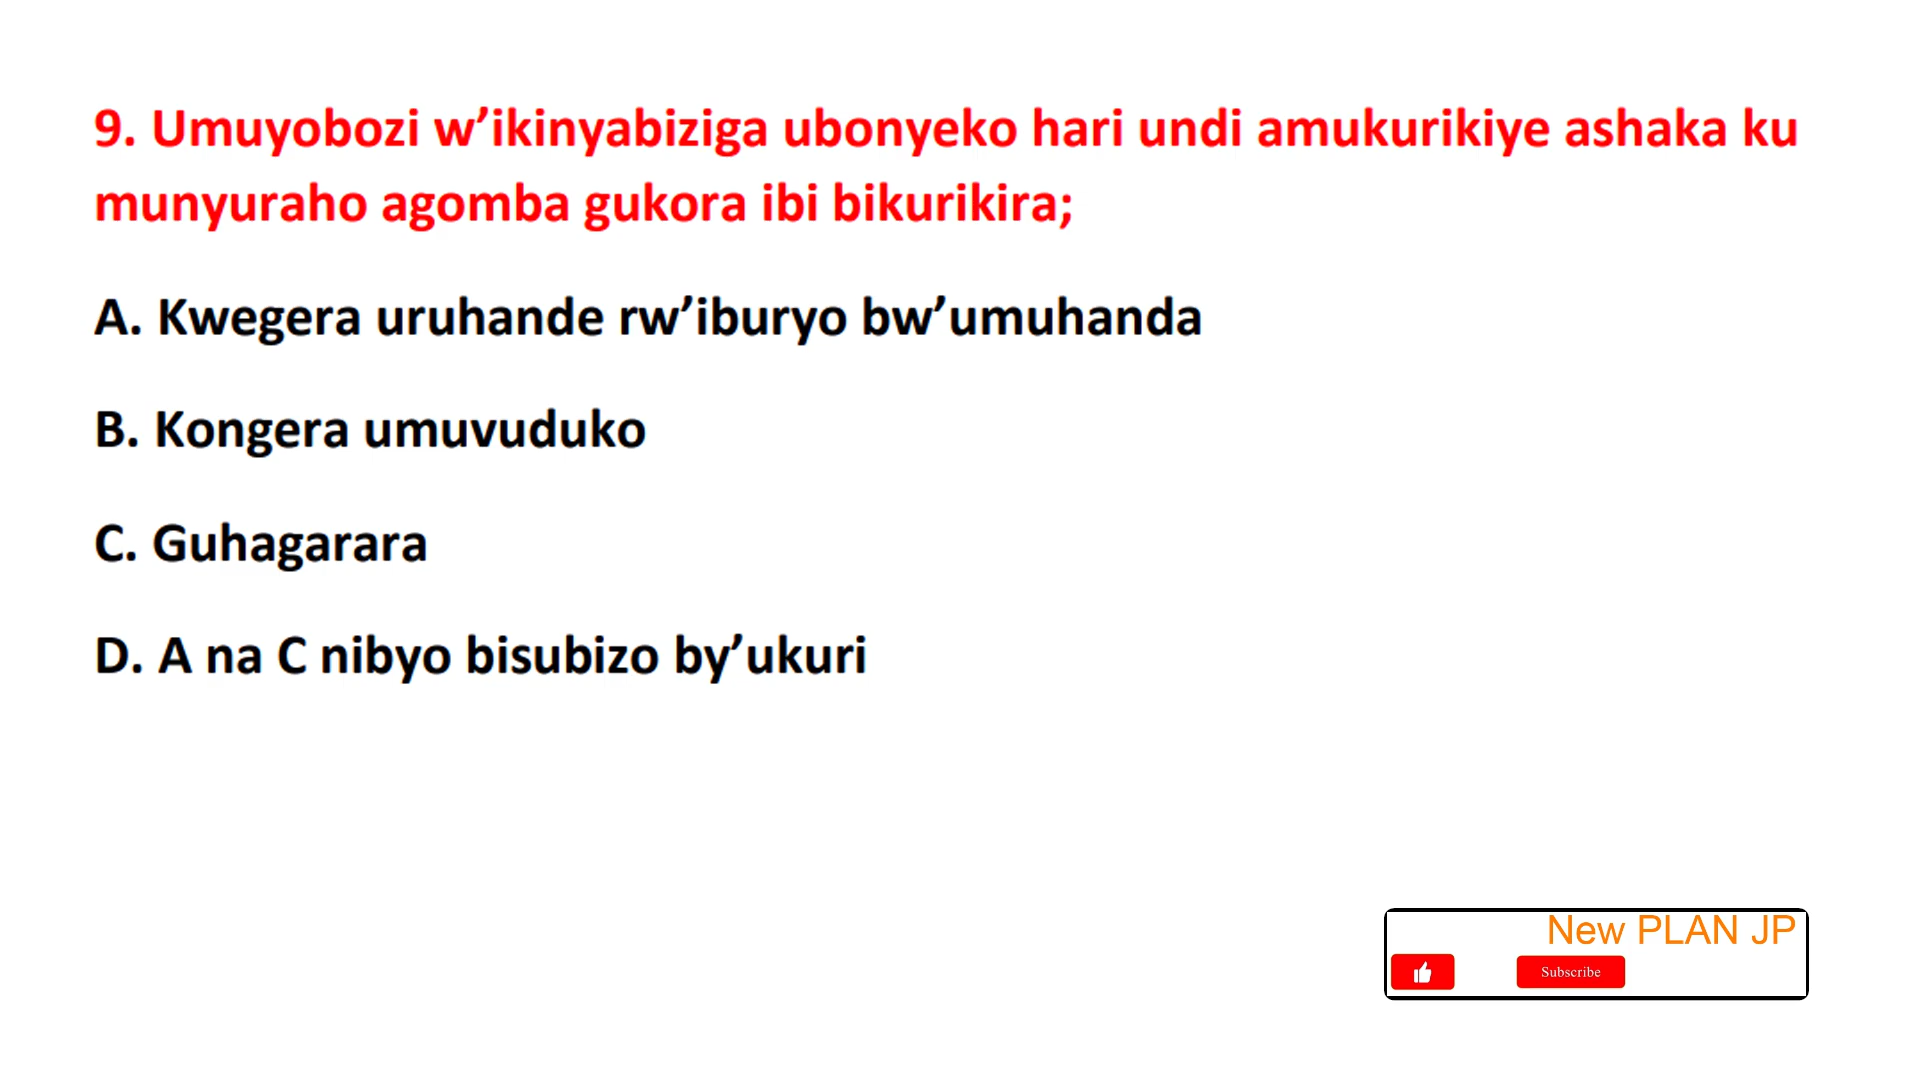 9. Umuyobozi w’ikinyabiziga ubonyeko hari undi amukurikiye ashaka ku
munyuraho agomba gukora ibi bikurikira;
A. Kwegera uruhande rw’iburyo bw’umuhanda
B. Kongera umuvuduko
C. Guhagarara
D. A na C nibyo bisubizo by’ukuri
New PLAN JP
Subscribe